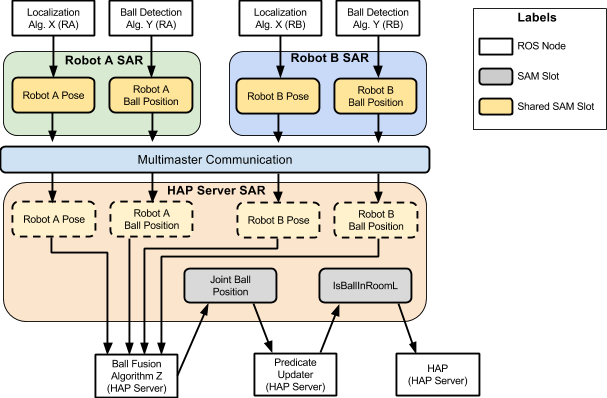 Localization
Alg. X (RA)
Ball Detection
Alg. Y (RA)
Localization
Alg. X (RB)
Ball Detection
Alg. Y (RB)
Labels
ROS Node
SAM Slot
Shared SAM Slot
Robot A SAR
Robot A Pose
Robot A
Ball Position
Robot B SAR
Robot B Pose
Robot B
Ball Position
Multimaster Communication
HAP Server SAR
Robot A Pose
Robot A
Ball Position
Robot B Pose
Robot B
Ball Position
Joint Ball
Position
IsBallInRoomL
Ball Fusion
Algorithm Z
(HAP Server)
Predicate
Updater
(HAP Server)
HAP
(HAP Server)